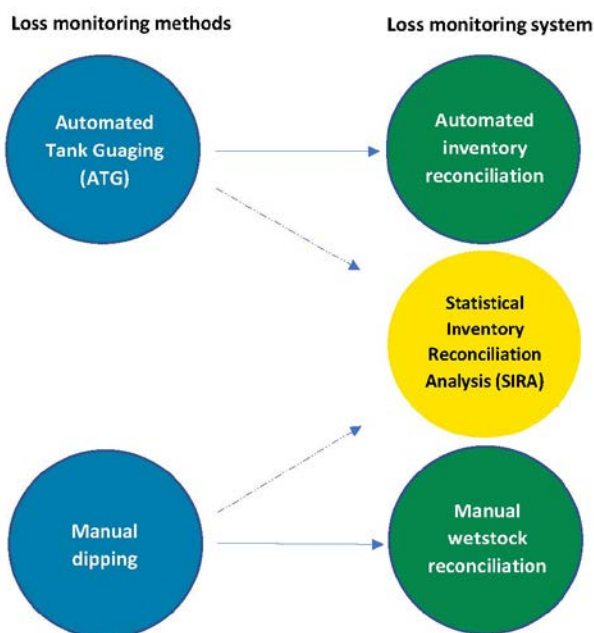 Loss monitoring methods
Loss monitoring system
Automated
Tank Guaging
(ATG)
Automated
inventory
reconciliation
Statistical
Inventory
Reconciliation
Analysis (SIRA)
Manual
dipping
Manual
wetstock
reconciliation